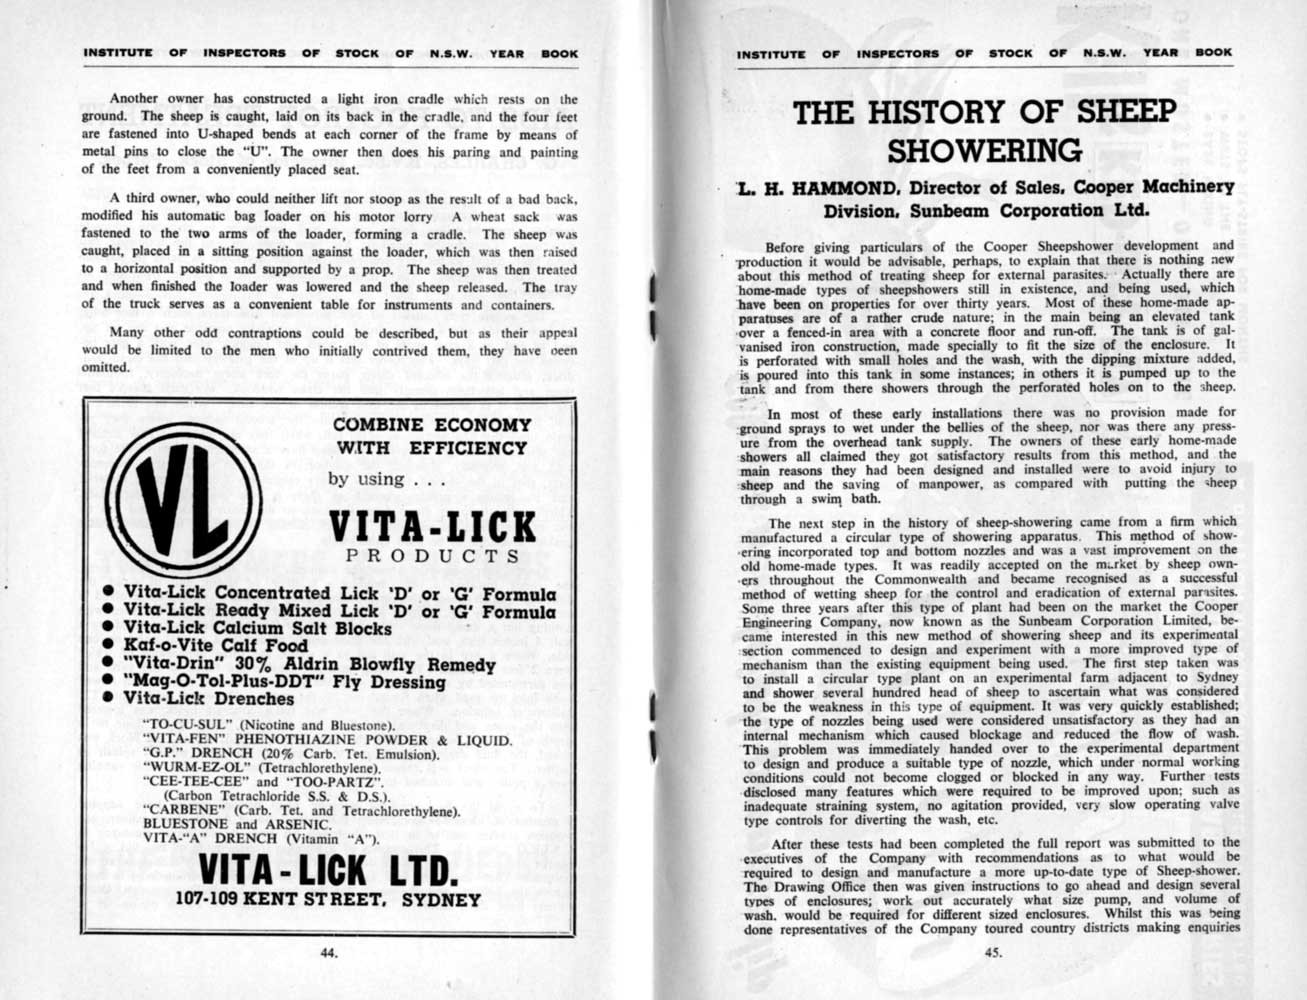 INSTITUTE OF INSPECTORS OF STOCK OF N.S.W. YEAR BOOK
Another owner has constructed a light iron cradle which rests on the
ground. The sheep is caught, laid on its back in the cradle, and the four feet
are fastened into U-shaped bends at each corner of the frame by means of
metal pins to close the "U". The owner then does his paring and painting
of the feet from a conveniently placed seat.
A third owner, who could neither lift nor stoop as the result of a bad back,
modified his automatic bag loader on his motor lorry A wheat sack was
fastened to the two arms of the loader, forming a cradle. The sheep was
caught, placed in a sitting position against the loader, which was then raised
to a horizontal position and supported by a prop. The sheep was then treated
and when finished the loader was lowered and the sheep released. The tray
of the truck serves as a convenient table for instruments and containers.
Many other odd contraptions could be described, but as their appeal
would be limited to the men who initially contrived them, they have been
omitted.
VL
COMBINE ECONOMY
WITH EFFICIENCY
by using . . .
VITA-LICK
PRODUCTS
● Vita-Lick Concentrated Lick 'D' or 'G' Formula
● Vita-Lick Ready Mixed Lick 'D' or 'G' Formula
● Vita-Lick Calcium Salt Blocks
● Kaf-o-Vite Calf Food
● "Vita-Drin" 30% Aldrin Blowfly Remedy
● "Mag-O-Tol-Plus-DDT" Fly Dressing
● Vita-Lick Drenches
"TO-CU-SUL" (Nicotine and Bluestone).
"VITA-FEN" PHENOTHIAZINE POWDER & LIQUID.
"G.P." DRENCH (20% Carb. Tet. Emulsion).
"WURM-EZ-OL" (Tetrachlorethylene).
"CEE-TEE-CEE" and "TOO-PARTZ".
(Carbon Tetrachloride S.S. & D.S.).
"CARBENE" (Carb. Tet. and Tetrachlorethylene).
BLUESTONE and ARSENIC.
VITA-"A" DRENCH (Vitamin "A").
VITA-LICK LTD.
107-109 KENT STREET, SYDNEY
44.
INSTITUTE OF INSPECTORS OF STOCK OF N.S.W. YEAR BOOK
THE HISTORY OF SHEEP
SHOWERING
L. H. HAMMOND, Director of Sales, Cooper Machinery
Division, Sunbeam Corporation Ltd.
Before giving particulars of the Cooper Sheepshower development and
production it would be advisable, perhaps, to explain that there is nothing new
about this method of treating sheep for external parasites. Actually there are
home-made types of sheepshowers still in existence, and being used, which
have been on properties for over thirty years. Most of these home-made ap-
paratuses are of a rather crude nature; in the main being an elevated tank
over a fenced-in area with a concrete floor and run-off. The tank is of gal-
vanised iron construction, made specially to fit the size of the enclosure. It
is perforated with small holes and the wash, with the dipping mixture added,
is poured into this tank in some instances; in others it is pumped up to the
tank and from there showers through the perforated holes on to the sheep.
In most of these early installations there was no provision made for
ground sprays to wet under the bellies of the sheep, nor was there any press-
ure from the overhead tank supply. The owners of these early home-made
showers all claimed they got satisfactory results from this method, and the
main reasons they had been designed and installed were to avoid injury to
sheep and the saving of manpower, as compared with putting the sheep
through a swim bath.
The next step in the history of sheep-showering came from a firm which
manufactured a circular type of showering apparatus. This method of show-
ering incorporated top and bottom nozzles and was a vast improvement on the
old home-made types. It was readily accepted on the market by sheep own-
ers throughout the Commonwealth and became recognised as a successful
method of wetting sheep for the control and eradication of external parasites.
Some three years after this type of plant had been on the market the Cooper
Engineering Company, now known as the Sunbeam Corporation Limited, be-
came interested in this new method of showering sheep and its experimental
section commenced to design and experiment with a more improved type of
mechanism than the existing equipment being used. The first step taken was
to install a circular type plant on an experimental farm adjacent to Sydney
and shower several hundred head of sheep to ascertain what was considered
to be the weakness in this type of equipment. It was very quickly established;
the type of nozzles being used were considered unsatisfactory as they had an
internal mechanism which caused blockage and reduced the flow of wash.
This problem was immediately handed over to the experimental department
to design and produce a suitable type of nozzle, which under normal working
conditions could not become clogged or blocked in any way. Further tests
disclosed many features which were required to be improved upon; such as
inadequate straining system, no agitation provided, very slow operating valve
type controls for diverting the wash, etc.
After these tests had been completed the full report was submitted to the
executives of the Company with recommendations as to what would be
required to design and manufacture a more up-to-date type of Sheep-shower.
The Drawing Office then was given instructions to go ahead and design several
types of enclosures; work out accurately what size pump, and volume of
wash, would be required for different sized enclosures. Whilst this was being
done representatives of the Company toured country districts making enquiries
45.